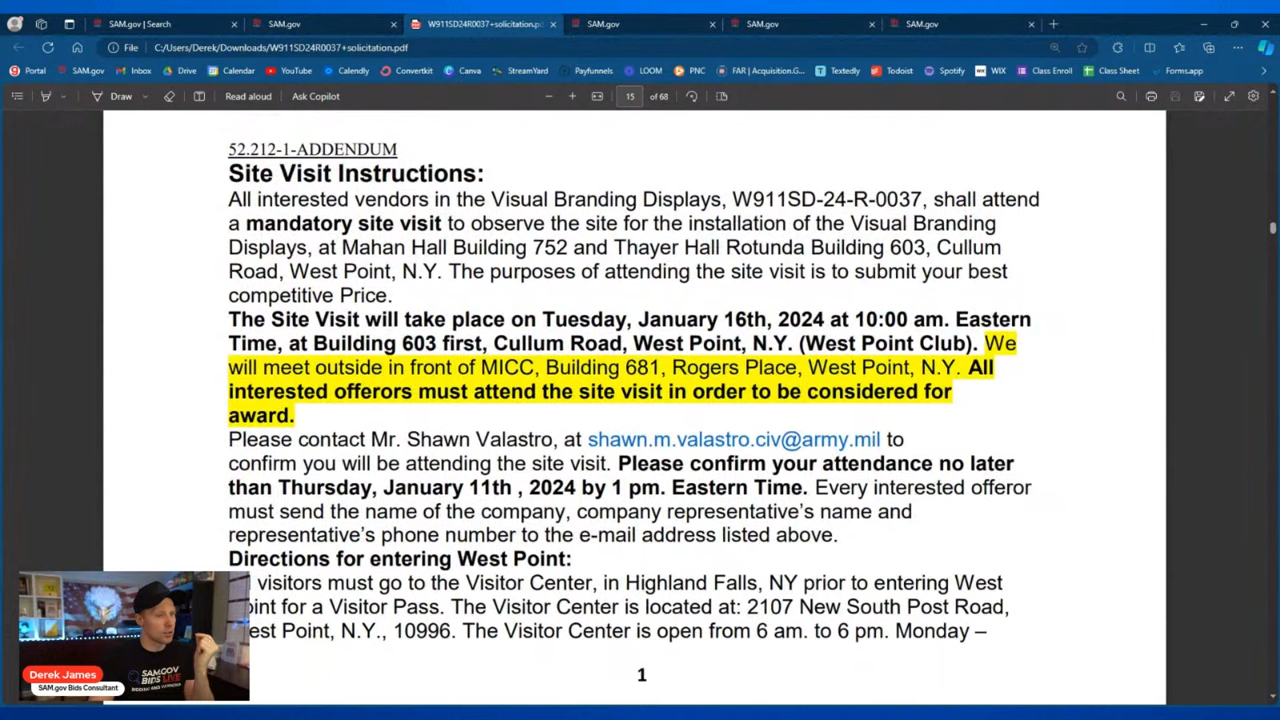 SAM.gov | Search
SAM.gov
W911SD24R0037+solicitation.pd
SAM.gov
SAM.gov
SAM.gov
File
C:/Users/Derek/Downloads/W911SD24R0037+solicitation.pdf
Portal
SAM.gov
Inbox
Drive
Calendar
YouTube
Calendly
Convertkit
Canva
StreamYard
Payfunnels
LOOM
PNC
FAR | Acquisition.G...
Textedly
Todoist
Spotify
WIX
Class Enroll
Class Sheet
Forms.app
Draw
Read aloud
Ask Copilot
15
of 68
52.212-1-ADDENDUM
Site Visit Instructions:
All interested vendors in the Visual Branding Displays, W911SD-24-R-0037, shall attend
a mandatory site visit to observe the site for the installation of the Visual Branding
Displays, at Mahan Hall Building 752 and Thayer Hall Rotunda Building 603, Cullum
Road, West Point, N.Y. The purposes of attending the site visit is to submit your best
competitive Price.
The Site Visit will take place on Tuesday, January 16th, 2024 at 10:00 am. Eastern
Time, at Building 603 first, Cullum Road, West Point, N.Y. (West Point Club). We
will meet outside in front of MICC, Building 681, Rogers Place, West Point, N.Y. All
interested offerors must attend the site visit in order to be considered for
award.
Please contact Mr. Shawn Valastro, at shawn.m.valastro.civ@army.mil to
confirm you will be attending the site visit. Please confirm your attendance no later
than Thursday, January 11th , 2024 by 1 pm. Eastern Time. Every interested offeror
must send the name of the company, company representative's name and
representative's phone number to the e-mail address listed above.
Directions for entering West Point:
visitors must go to the Visitor Center, in Highland Falls, NY prior to entering West
oint for a Visitor Pass. The Visitor Center is located at: 2107 New South Post Road,
est Point, N.Y., 10996. The Visitor Center is open from 6 am. to 6 pm. Monday –
1
SAM.GOV
BIDS LIVE
Derek James
SAM.gov Bids Consultant